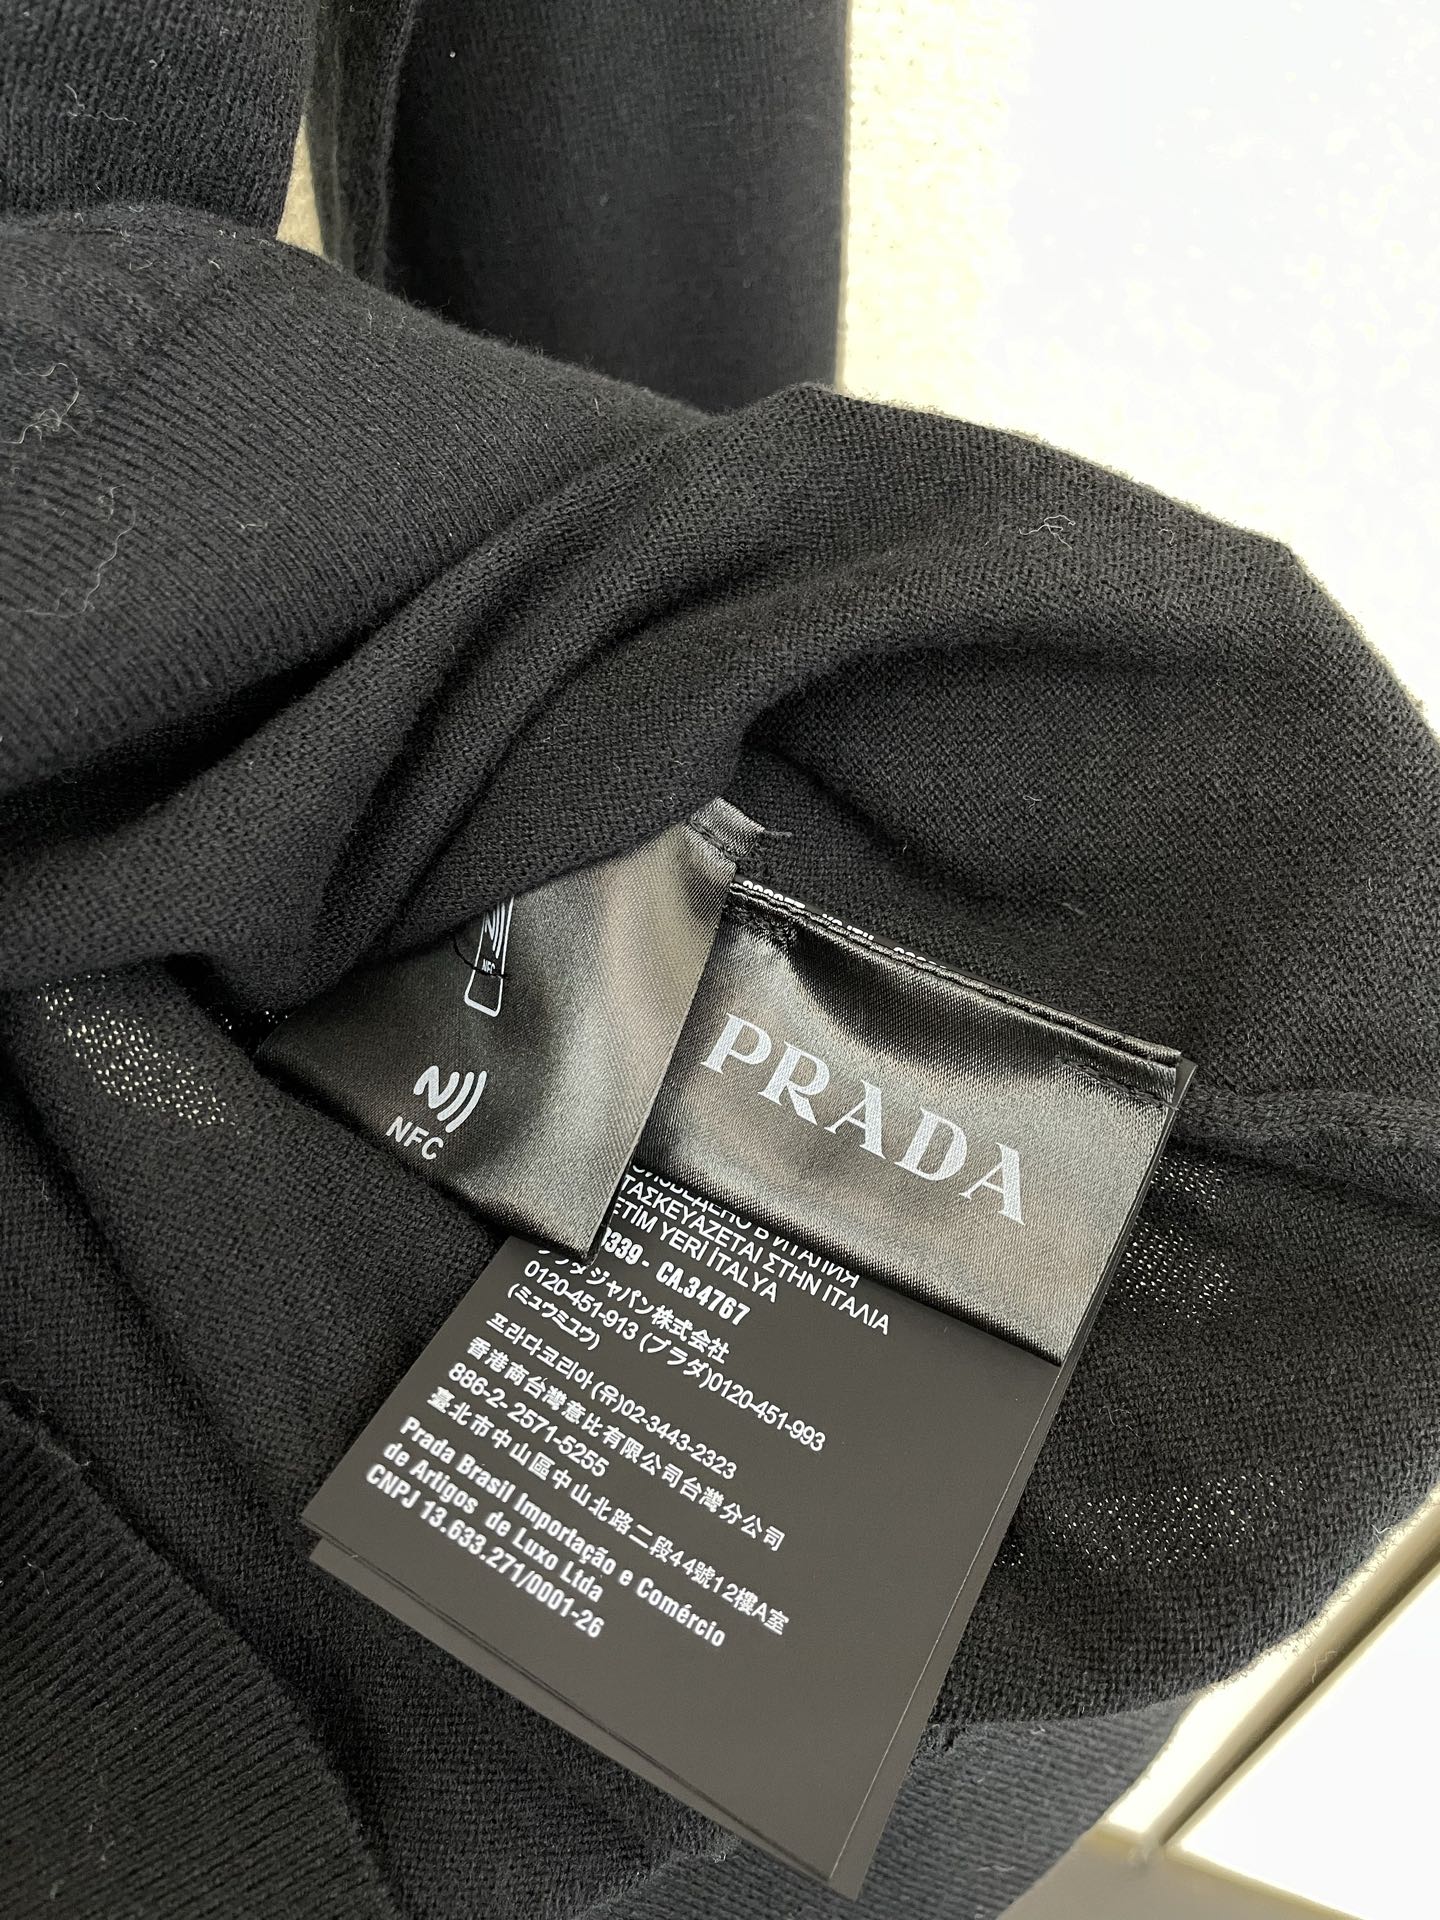 NFC
NFC
PRADA
ΤΑΣΚΕΥΑΖΕΤΑΙ ΣΤΗΝ ΙΤΑΛΙΑ
ETİM YERİ İTALYA
339 - CA.34767
プラダジャパン株式会社
0120-451-913 (プラダ)0120-451-993
(ミュウミュウ)
프라다코리아(유)02-3443-2323
香港商台灣意比有限公司台灣分公司
886-2- 2571-5255
臺北市中山區中山北路二段44號12樓A室
Prada Brasil Importação e Comércio
de Artigos de Luxo Ltda
CNPJ 13.633.271/0001-26